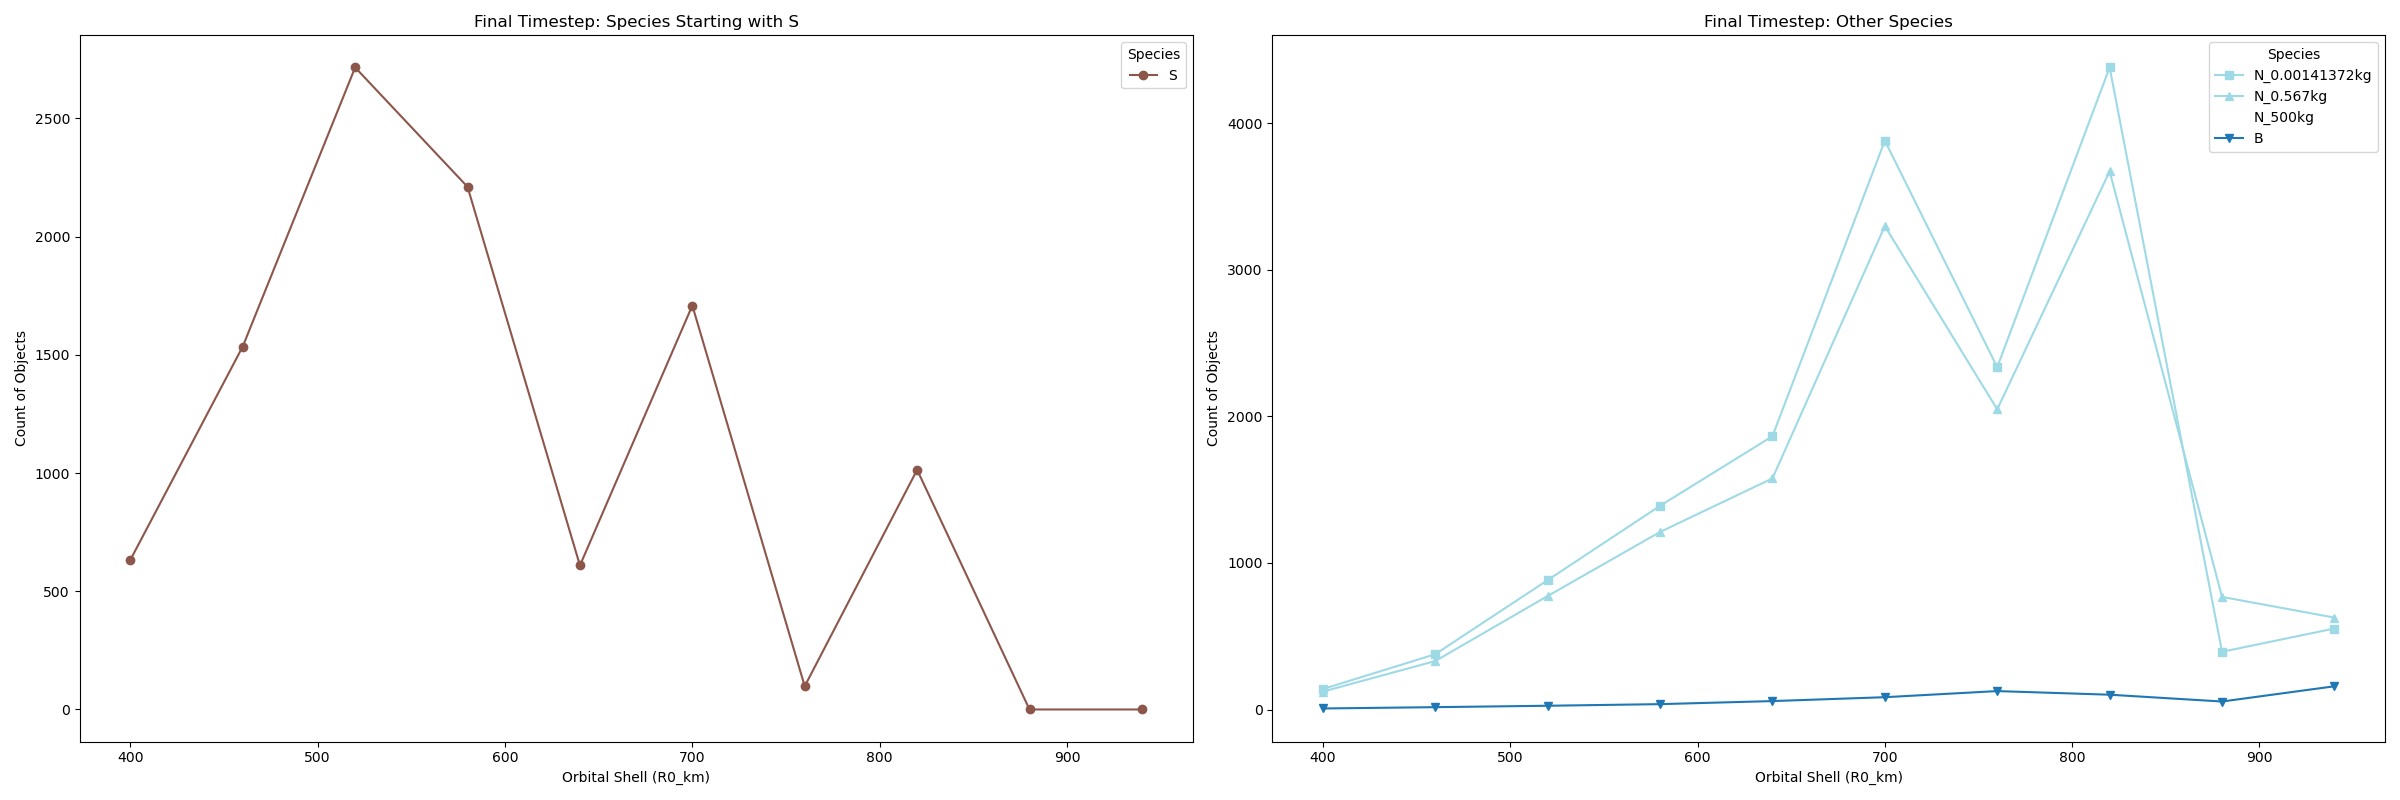 Final Timestep: Species Starting with S
Species
S
Count of Objects
2500
2000
1500
1000
500
0
400
500
600
700
800
900
Orbital Shell (R0_km)
Final Timestep: Other Species
Species
N_0.00141372kg
N_0.567kg
N_500kg
B
Count of Objects
4000
3000
2000
1000
0
400
500
600
700
800
900
Orbital Shell (R0_km)